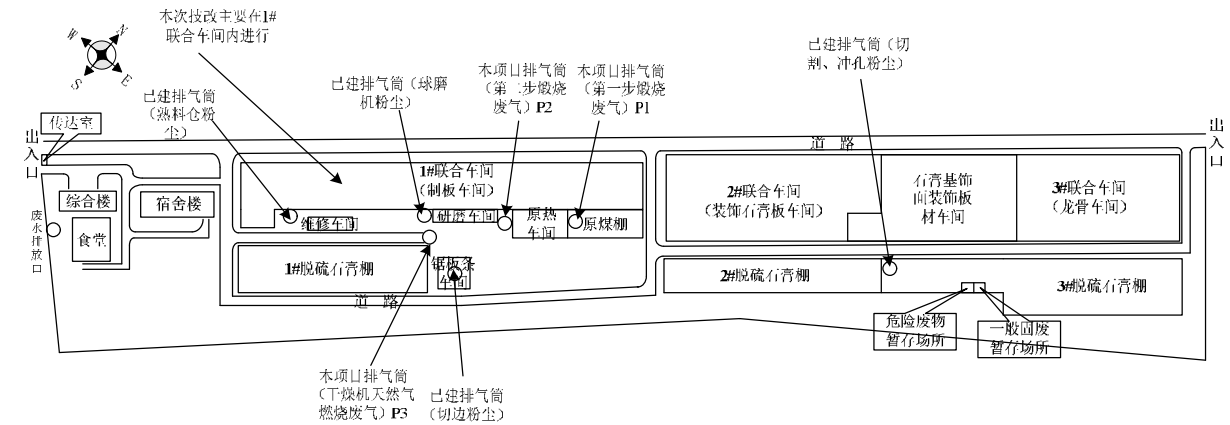 本次技改主要在1#
联合车间内进行
N
W
S
E
已建排气筒（切
割、冲孔粉尘）
本项目排气筒
（第二步煅烧
废气）P2
本项目排气筒
（第一步煅烧
废气）P1
已建排气筒（球磨
机粉尘）
已建排气筒
（熟料仓粉
尘）
传达室
出入口
出入口
道 路
1#联合车间
（制板车间）
2#联合车间
（装饰石膏板车间）
石膏基饰
面装饰板
材车间
3#联合车间
（龙骨车间）
综合楼
宿舍楼
食堂
废水排放口
维修车间
研磨车间
原热
车间
原煤棚
1#脱硫石膏棚
锯板条
车间
2#脱硫石膏棚
3#脱硫石膏棚
道 路
危险废物
暂存场所
一般固废
暂存场所
本项目排气筒
（干燥机天然气
燃烧废气）P3
已建排气筒
（切边粉尘）